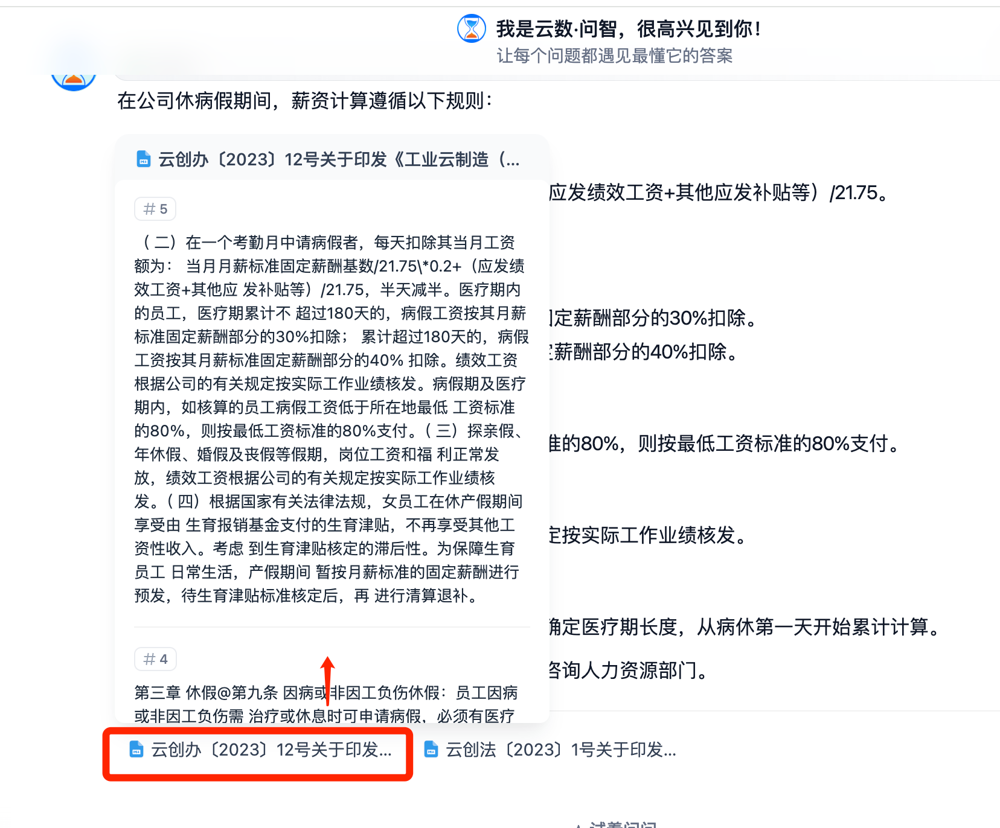 我是云数·问智，很高兴见到你！
让每个问题都遇见最懂它的答案
在公司休病假期间，薪资计算遵循以下规则：
云创办〔2023〕12号关于印发《工业云制造（...
# 5
（ 二）在一个考勤月中请病假者，每天扣除其当月工资
额为： 当月月薪标准固定薪酬基数/21.75\*0.2+（应发绩
效工资+其他应 发补贴等）/21.75，半天减半。医疗期内
的员工，医疗期累计不 超过180天的，病假工资按其月薪
标准固定薪酬部分的30%扣除； 累计超过180天的，病假
工资按其月薪标准固定薪酬部分的40% 扣除。绩效工资
根据公司的有关规定按实际工作业绩核发。病假期及医疗
期内，如核算的员工病假工资低于所在地最低 工资标准
的80%，则按最低工资标准的80%支付。（ 三）探亲假、
年休假、婚假及丧假等假期，岗位工资和福 利正常发
放，绩效工资根据公司的有关规定按实际工作业绩核
发。（ 四）根据国家有关法律法规，女员工在休产假期间
享受由 生育报销基金支付的生育津贴，不再享受其他工
资性收入。考虑 到生育津贴核定的滞后性。为保障生育
员工 日常生活，产假期间 暂按月薪标准的固定薪酬进行
预发，待生育津贴标准核定后，再 进行清算退补。
# 4
第三章 休假@第九条 因病或非因工负伤休假：员工因病
或非因工负伤需 治疗或休息时可申请病假，必须有医疗
应发绩效工资+其他应发补贴等）/21.75。
定薪酬部分的30%扣除。
薪酬部分的40%扣除。
准的80%，则按最低工资标准的80%支付。
定按实际工作业绩核发。
确定医疗期长度，从病休第一天开始累计计算。
咨询人力资源部门。
云创办〔2023〕12号关于印发...
云创法〔2023〕1号关于印发...